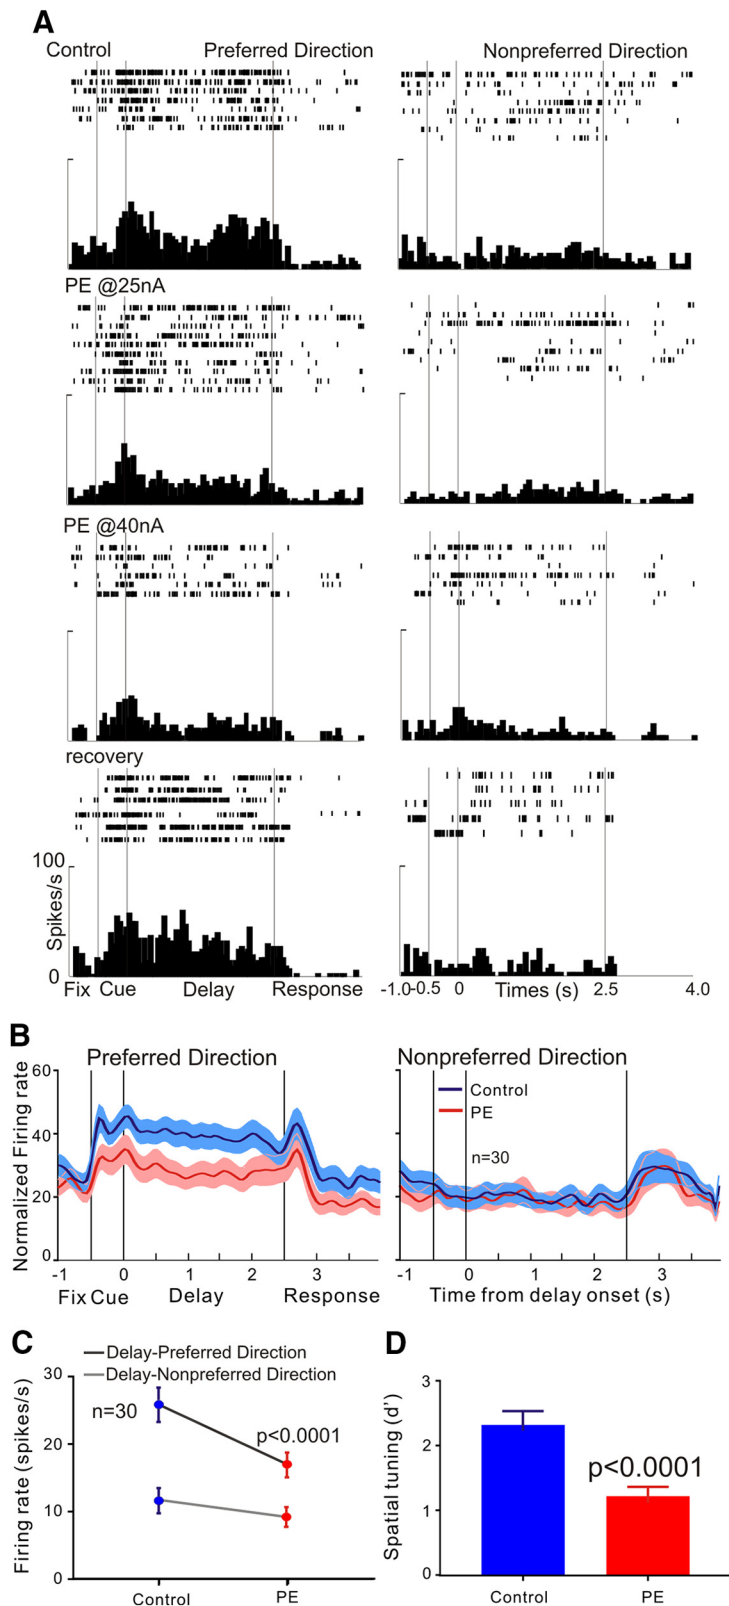 A
Control Preferred Direction Nonpreferred Direction
PE @25nA
PE @40nA
recovery
100
Spikes/s
0
Fix Cue Delay Response
-1.0 -0.5 0 Times (s) 2.5 4.0
B
Preferred Direction Nonpreferred Direction
60
40
20
0
Normalized Firing rate
Control
PE
n=30
-1 0 1 2 3
-1 0 1 2 3
Fix Cue Delay Response
Time from delay onset (s)
C
Delay-Preferred Direction
Delay-Nonpreferred Direction
30
20
10
0
Firing rate (spikes/s)
n=30
p<0.0001
Control PE
D
3
2
1
0
Spatial tuning (d')
p<0.0001
Control PE